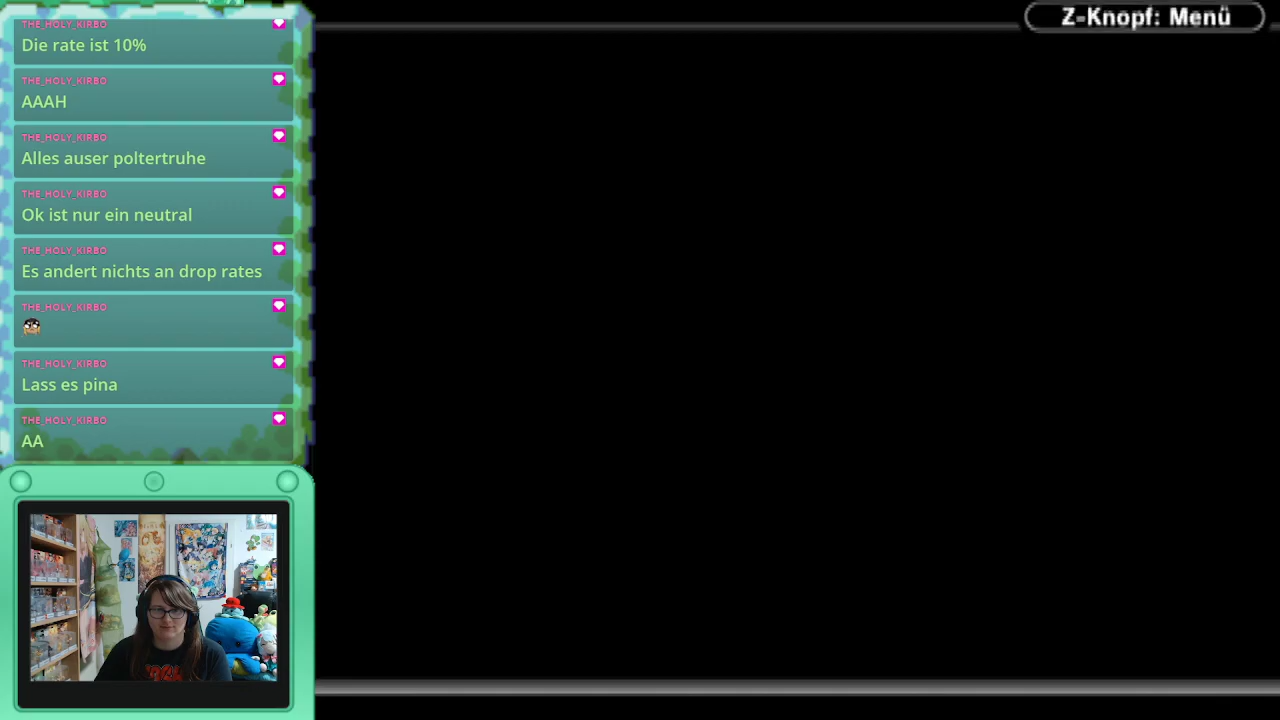 THE_HOLY_KIRBO
Die rate ist 10%
THE_HOLY_KIRBO
AAAH
THE_HOLY_KIRBO
Alles auser poltertruhe
THE_HOLY_KIRBO
Ok ist nur ein neutral
THE_HOLY_KIRBO
Es andert nichts an drop rates
THE_HOLY_KIRBO
THE_HOLY_KIRBO
Lass es pina
THE_HOLY_KIRBO
AA
Z-Knopf: Menü